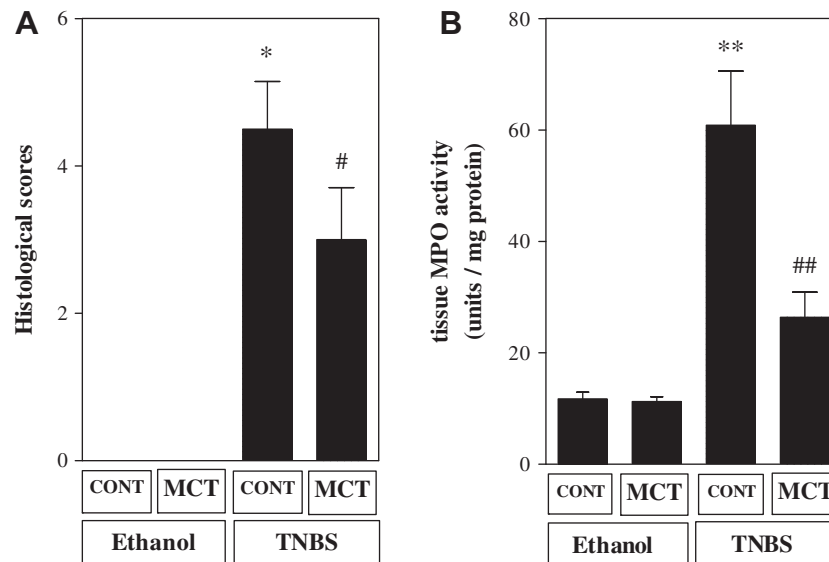 A
Histological scores
6
4
2
0
*
#
CONT MCT CONT MCT
Ethanol TNBS
B
tissue MPO activity
(units / mg protein)
80
60
40
20
0
**
##
CONT MCT CONT MCT
Ethanol TNBS